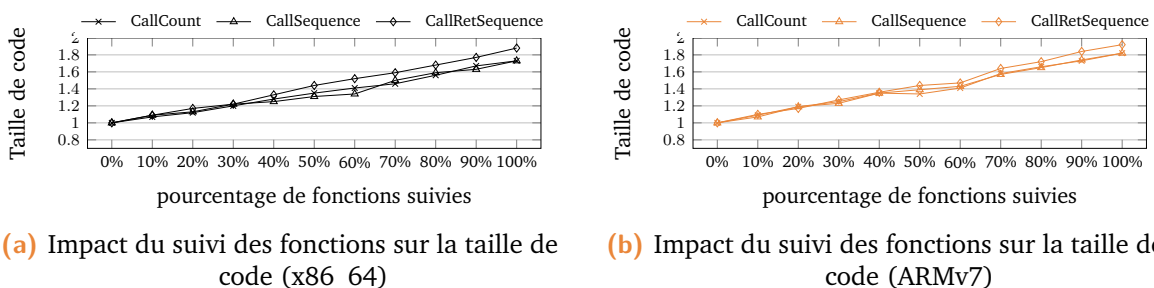 CallCount CallSequence CallRetSequence
Taille de code
2
1.8
1.6
1.4
1.2
1
0.8
0% 10% 20% 30% 40% 50% 60% 70% 80% 90% 100%
pourcentage de fonctions suivies
(a) Impact du suivi des fonctions sur la taille de
code (x86 64)
CallCount CallSequence CallRetSequence
Taille de code
2
1.8
1.6
1.4
1.2
1
0.8
0% 10% 20% 30% 40% 50% 60% 70% 80% 90% 100%
pourcentage de fonctions suivies
(b) Impact du suivi des fonctions sur la taille de
code (ARMv7)